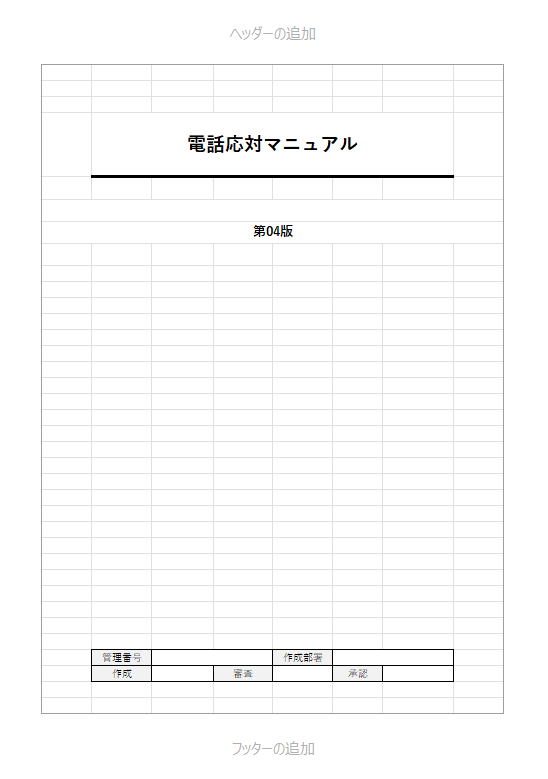 ヘッダーの追加
電話応対マニュアル
第04版
管理番号 作成部署
作成 審査 承認
フッターの追加